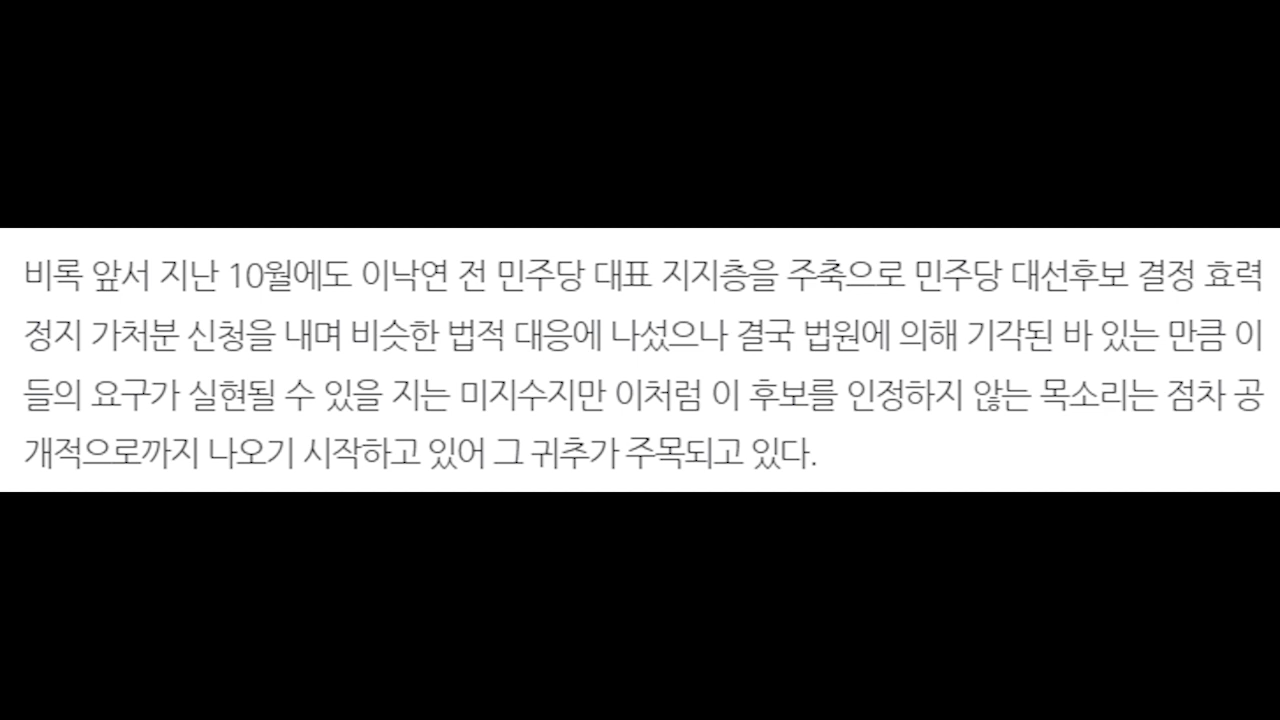 비록 앞서 지난 10월에도 이낙연 전 민주당 대표 지지층을 주축으로 민주당 대선후보 결정 효력
정지 가처분 신청을 내며 비슷한 법적 대응에 나섰으나 결국 법원에 의해 기각된 바 있는 만큼 이
들의 요구가 실현될 수 있을 지는 미지수지만 이처럼 이 후보를 인정하지 않는 목소리는 점차 공
개적으로까지 나오기 시작하고 있어 그 귀추가 주목되고 있다.